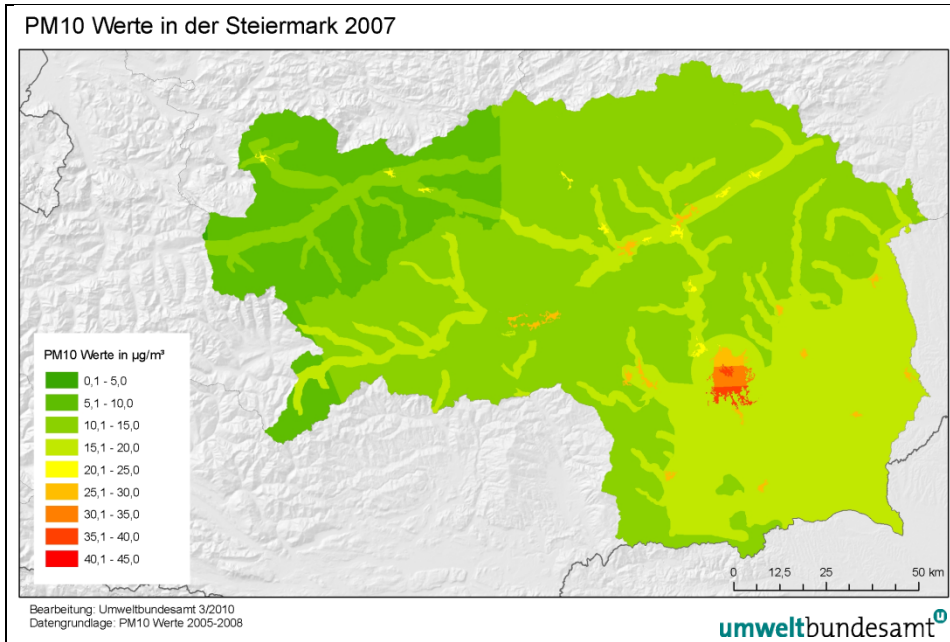 PM10 Werte in der Steiermark 2007
PM10 Werte in µg/m³
0,1 - 5,0
5,1 - 10,0
10,1 - 15,0
15,1 - 20,0
20,1 - 25,0
25,1 - 30,0
30,1 - 35,0
35,1 - 40,0
40,1 - 45,0
0 12,5 25 50 km
Bearbeitung: Umweltbundesamt 3/2010
Datengrundlage: PM10 Werte 2005-2008
umweltbundesamt